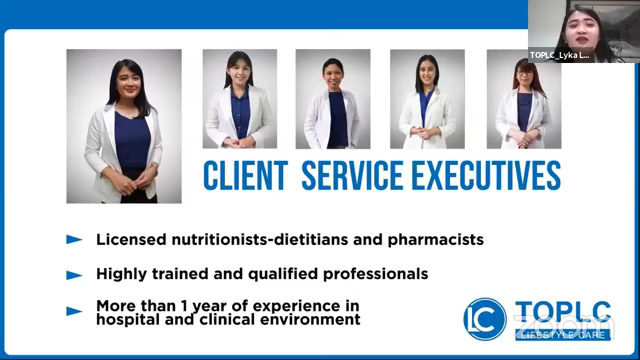 TOPLC_Lyka L...
CLIENT SERVICE EXECUTIVES
Licensed nutritionists-dietitians and pharmacists
Highly trained and qualified professionals
More than 1 year of experience in
hospital and clinical environment
LC
TOPLC
LIFESTYLE CARE
zoom